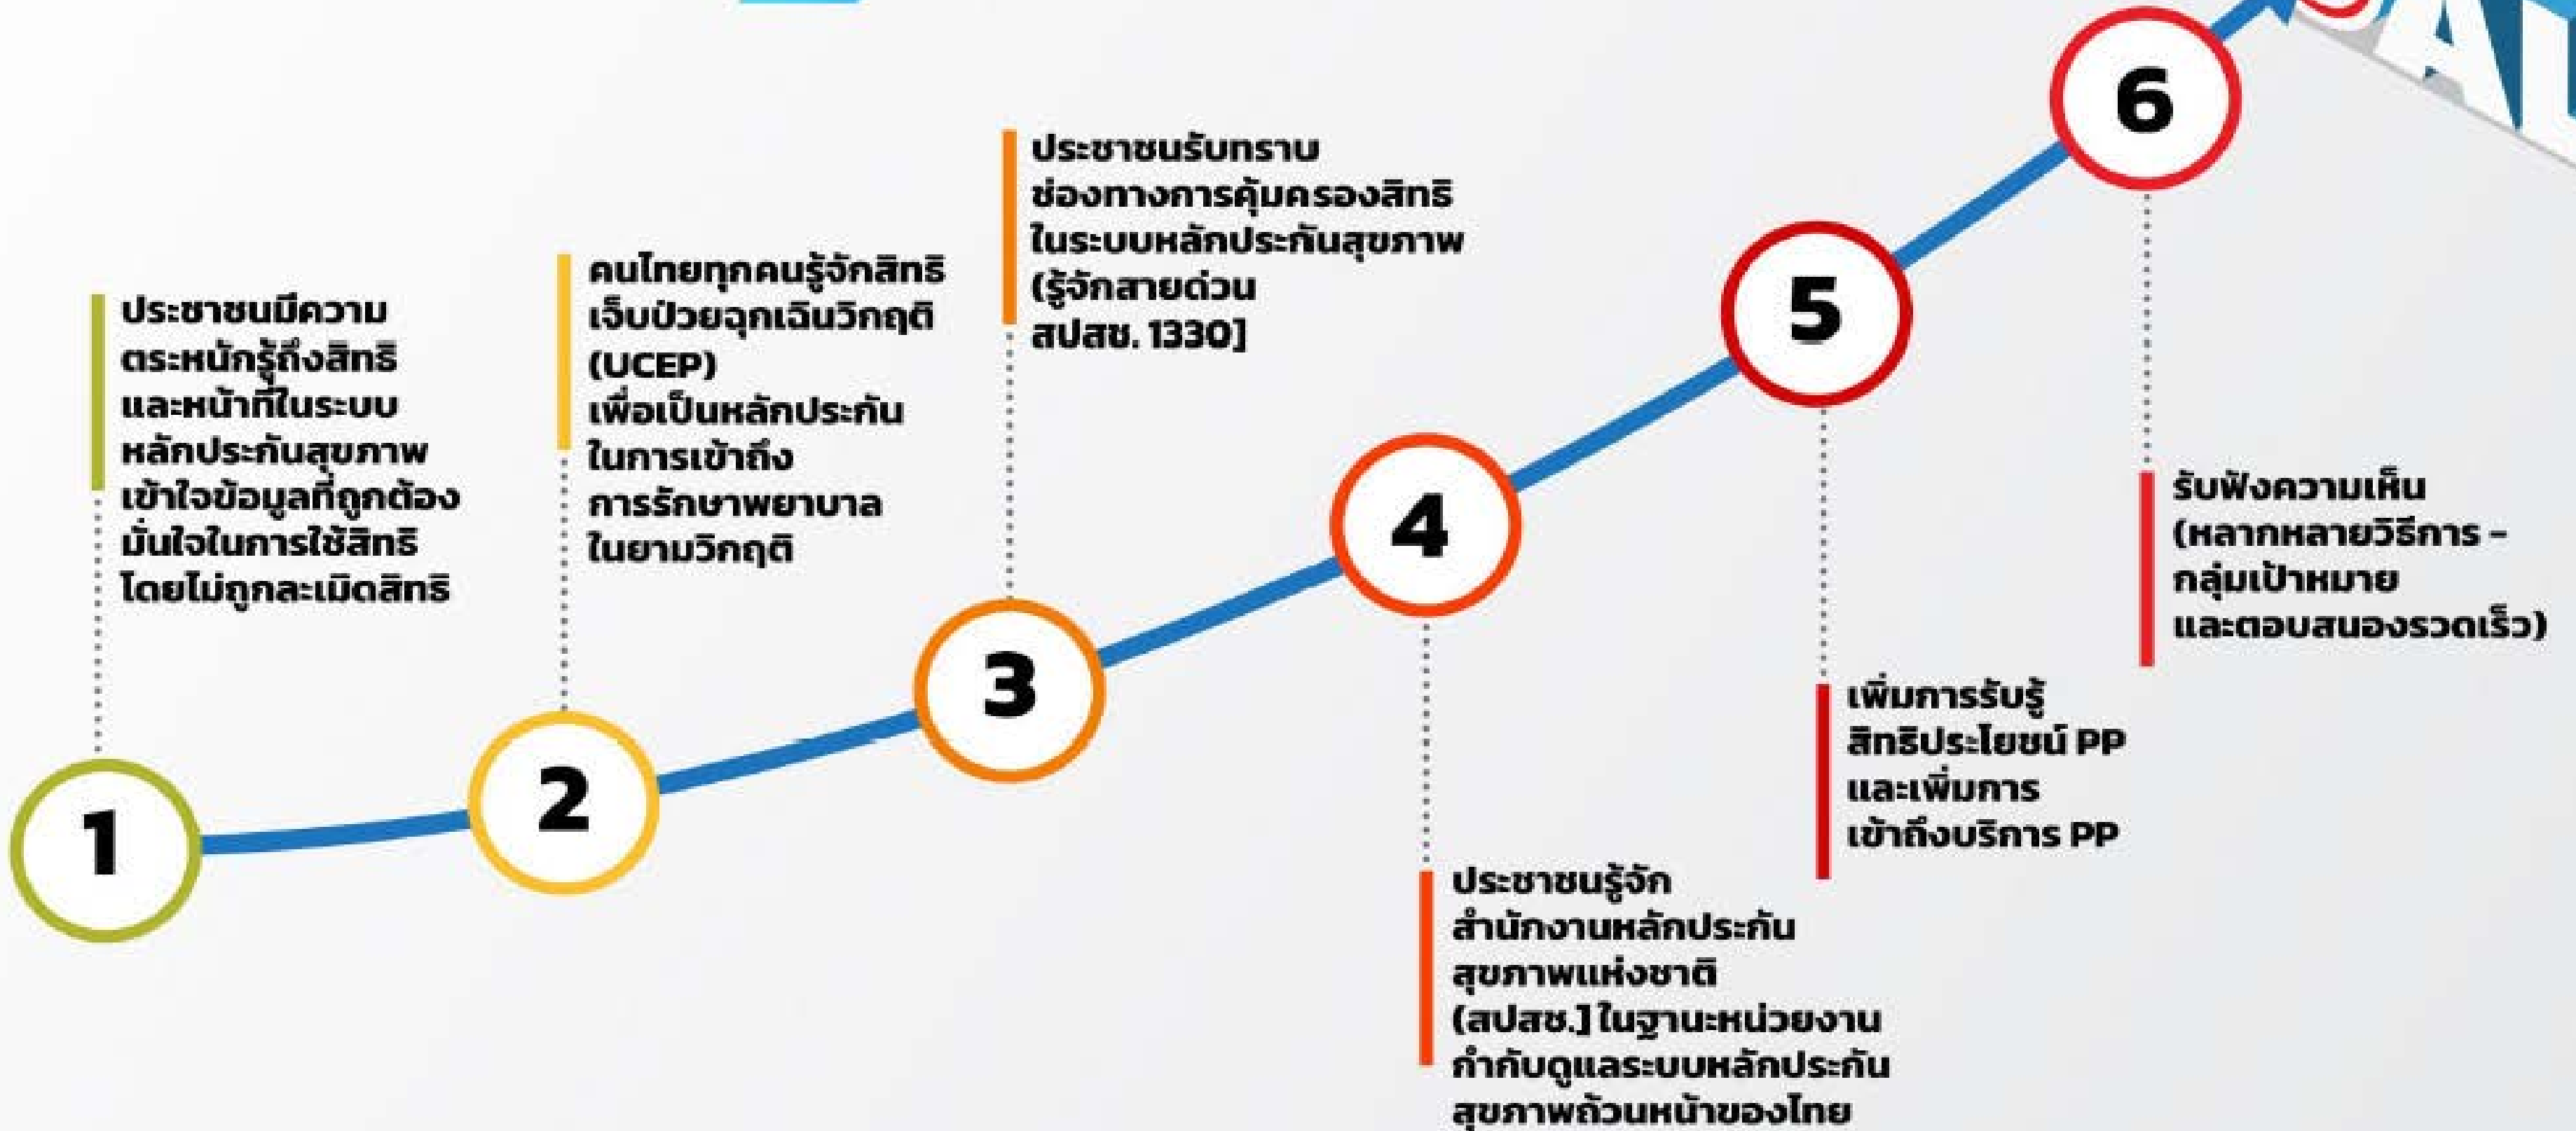 1
ประชาชนมีความ
ตระหนักรู้ถึงสิทธิ
และหน้าที่ในระบบ
หลักประกันสุขภาพ
เข้าใจข้อมูลที่ถูกต้อง
มั่นใจในการใช้สิทธิ
โดยไม่ถูกละเมิดสิทธิ
2
คนไทยทุกคนรู้จักสิทธิ
เจ็บป่วยฉุกเฉินวิกฤติ
(UCEP)
เพื่อเป็นหลักประกัน
ในการเข้าถึง
การรักษาพยาบาล
ในยามวิกฤติ
3
ประชาชนรับทราบ
ช่องทางการคุ้มครองสิทธิ
ในระบบหลักประกันสุขภาพ
(รู้จักสายด่วน
สปสช. 1330]
4
ประชาชนรู้จัก
สำนักงานหลักประกัน
สุขภาพแห่งชาติ
(สปสช.] ในฐานะหน่วยงาน
กำกับดูแลระบบหลักประกัน
สุขภาพถ้วนหน้าของไทย
5
เพิ่มการรับรู้
สิทธิประโยชน์ PP
และเพิ่มการ
เข้าถึงบริการ PP
6
รับฟังความเห็น
(หลากหลายวิธีการ -
กลุ่มเป้าหมาย
และตอบสนองรวดเร็ว)